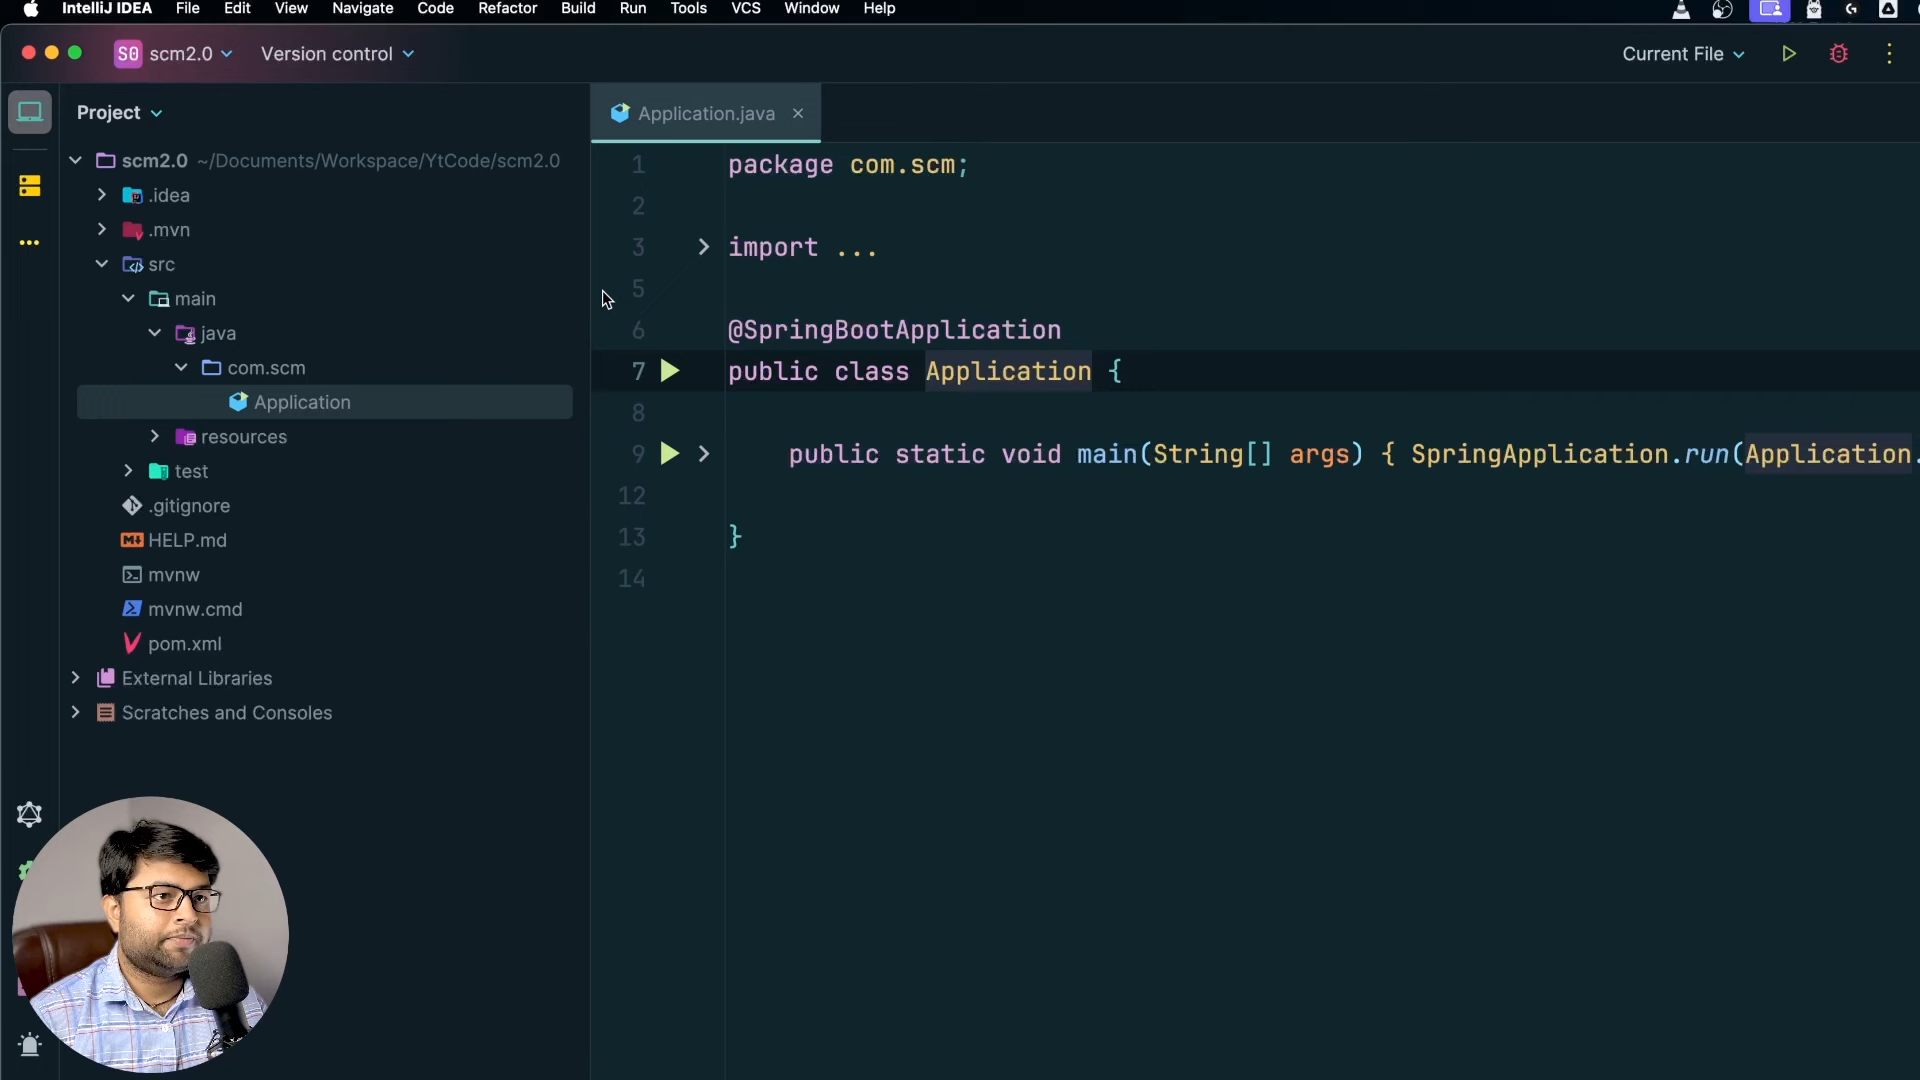 IntelliJ IDEA File Edit View Navigate Code Refactor Build Run Tools VCS Window Help
S0 scm2.0 Version control Current File
Project
Application.java
scm2.0 ~/Documents/Workspace/YtCode/scm2.0
.idea
.mvn
src
main
java
com.scm
Application
resources
test
.gitignore
M↓ HELP.md
mvnw
mvnw.cmd
pom.xml
External Libraries
Scratches and Consoles
1 package com.scm;
2
3 import ...
5
6 @SpringBootApplication
7 public class Application {
8
9 public static void main(String[] args) { SpringApplication.run(Application.
12
13 }
14